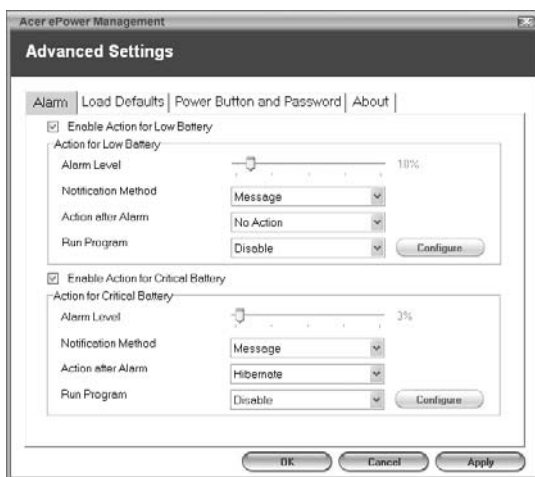 Acer ePower Management
Advanced Settings
Alarm Load Defaults Power Button and Password About
Enable Action for Low Battery
Action for Low Battery
Alarm Level 10%
Notification Method Message
Action after Alarm No Action
Run Program Disable Configure
Enable Action for Critical Battery
Action for Critical Battery
Alarm Level 3%
Notification Method Message
Action after Alarm Hibernate
Run Program Disable Configure
OK Cancel Apply